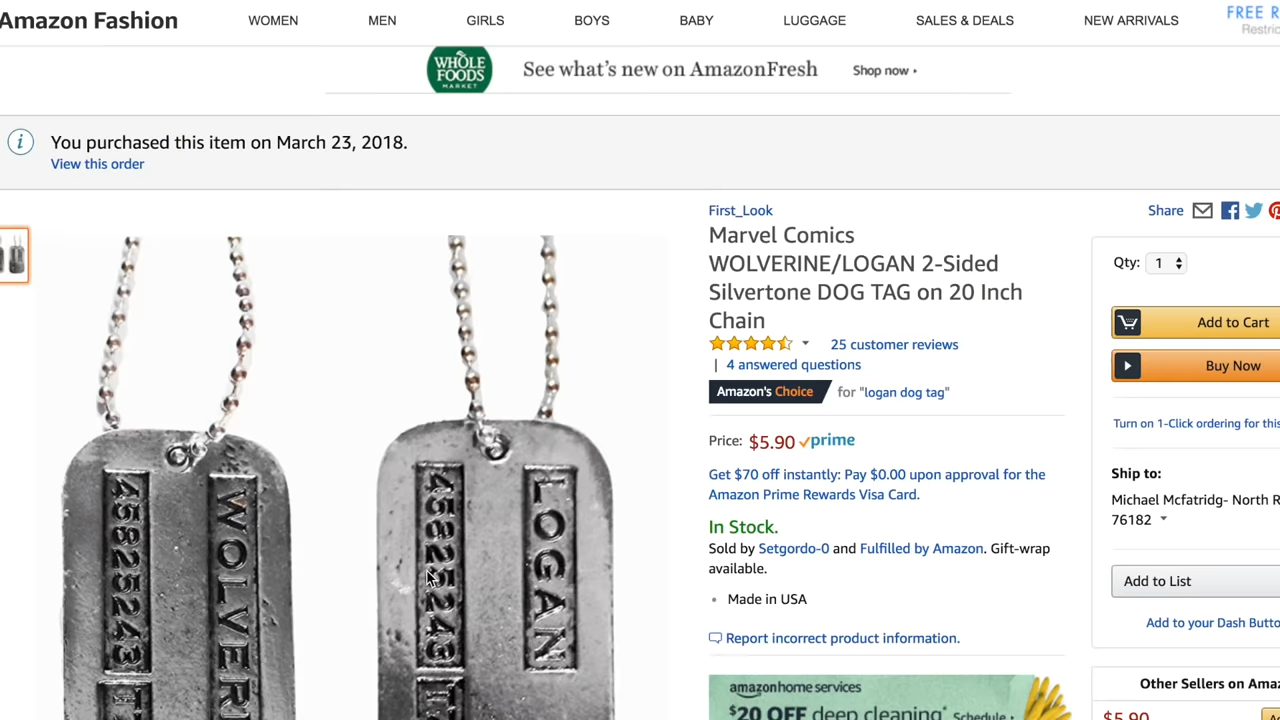 Amazon Fashion WOMEN MEN GIRLS BOYS BABY LUGGAGE SALES & DEALS NEW ARRIVALS FREE
WHOLE FOODS MARKET See what's new on AmazonFresh Shop now
You purchased this item on March 23, 2018.
View this order
First_Look
Share
Marvel Comics
WOLVERINE/LOGAN 2-Sided
Silvertone DOG TAG on 20 Inch
Chain
25 customer reviews
| 4 answered questions
Amazon's Choice for "logan dog tag"
Price: $5.90 prime
Get $70 off instantly: Pay $0.00 upon approval for the
Amazon Prime Rewards Visa Card.
In Stock.
Sold by Setgordo-0 and Fulfilled by Amazon. Gift-wrap
available.
Made in USA
Report incorrect product information.
amazonhome services
$20 OFF deep cleaning* Schedule
Qty: 1
Add to Cart
Buy Now
Turn on 1-Click ordering for this
Ship to:
Michael Mcfatridg- North R
76182
Add to List
Add to your Dash Butto
Other Sellers on Amaz
$5.90
45825243
WOLVERI
45825243
LOGAN